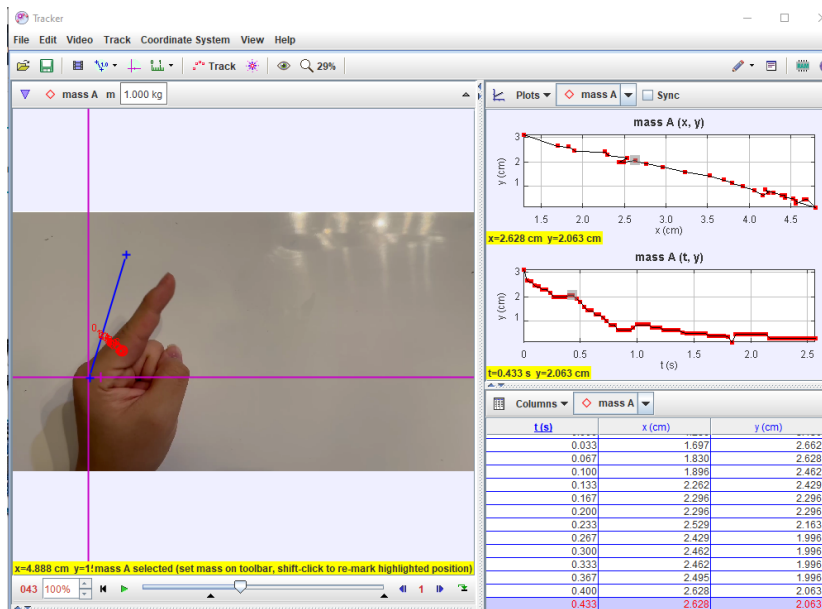 Tracker
File Edit Video Track Coordinate System View Help
Track 29%
mass A m 1.000 kg
Plots mass A Sync
mass A (x, y)
y (cm)
3
2
1
1.5 2.0 2.5 3.0 3.5 4.0 4.5
x (cm)
x=2.628 cm y=2.063 cm
mass A (t, y)
y (cm)
3
2
1
0 0.5 1.0 1.5 2.0 2.5
t (s)
t=0.433 s y=2.063 cm
Columns mass A
t (s) x (cm) y (cm)
0.033 1.697 2.662
0.067 1.830 2.628
0.100 1.896 2.462
0.133 2.262 2.429
0.167 2.296 2.296
0.200 2.296 2.296
0.233 2.529 2.163
0.267 2.429 1.996
0.300 2.462 1.996
0.333 2.462 1.996
0.367 2.495 1.996
0.400 2.628 2.063
0.433 2.628 2.063
x=4.888 cm mass A selected (set mass on toolbar, shift-click to re-mark highlighted position)
043 100% 1